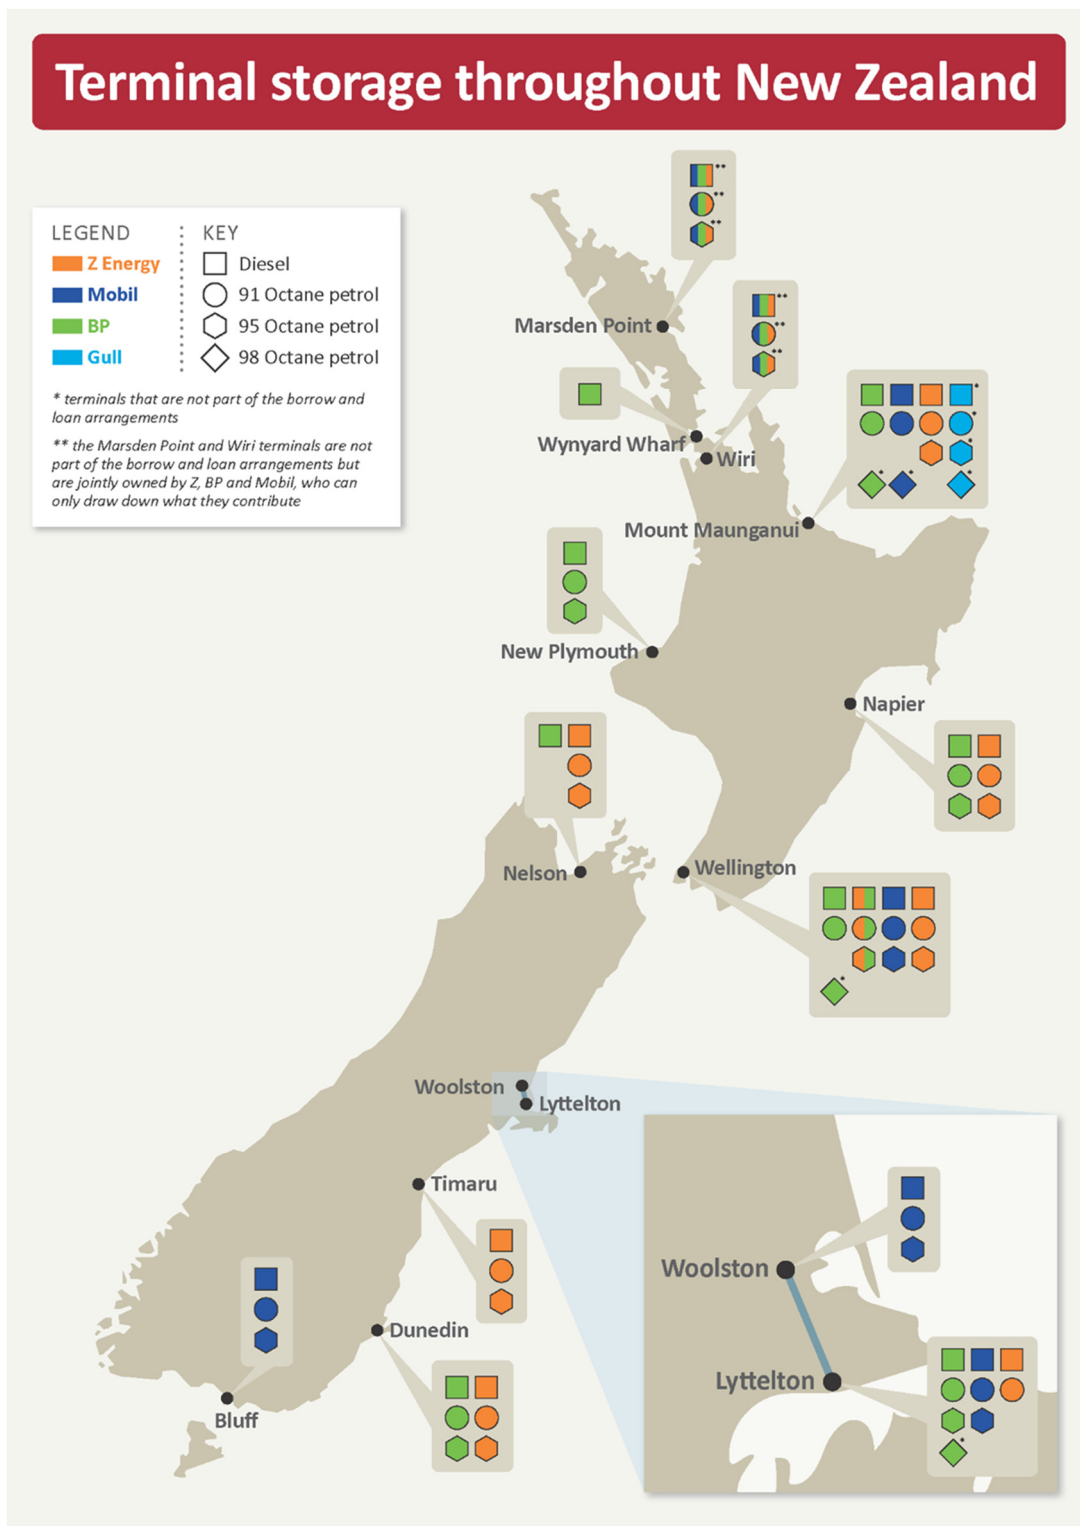 Terminal storage throughout New Zealand
LEGEND
Z Energy
Mobil
BP
Gull
KEY
Diesel
91 Octane petrol
95 Octane petrol
98 Octane petrol
* terminals that are not part of the borrow and
loan arrangements
** the Marsden Point and Wiri terminals are not
part of the borrow and loan arrangements but
are jointly owned by Z, BP and Mobil, who can
only draw down what they contribute
**
**
**
Marsden Point
**
**
**
Wynyard Wharf
Wiri
*
*
*
* * *
Mount Maunganui
New Plymouth
Napier
Nelson
Wellington
*
Woolston
Lyttelton
Timaru
Woolston
Dunedin
Lyttelton
*
Bluff